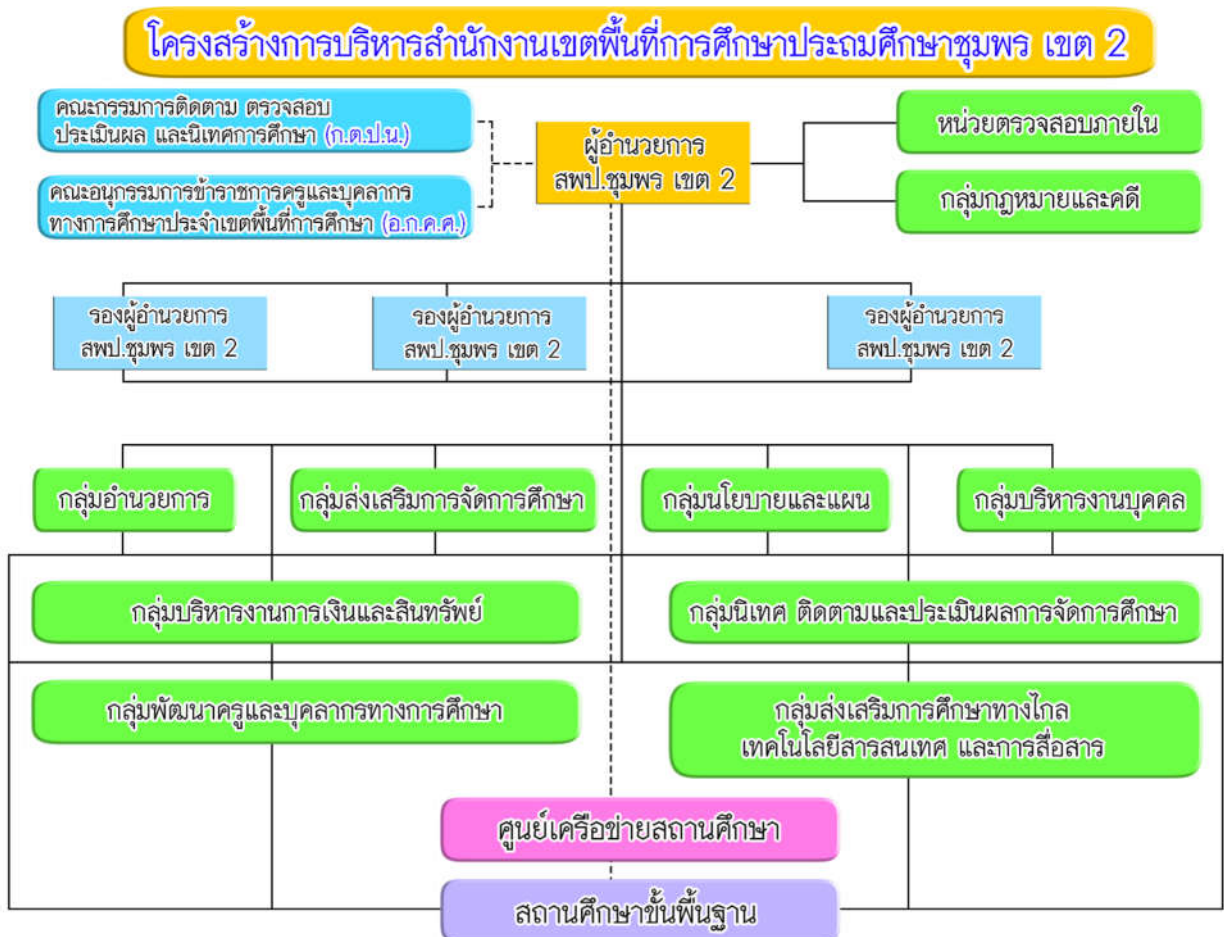 โครงสร้างการบริหารสำนักงานเขตพื้นที่การศึกษาประถมศึกษาชุมพร เขต 2
คณะกรรมการติดตาม ตรวจสอบ
ประเมินผล และนิเทศการศึกษา (ก.ต.ป.น.)
คณะอนุกรรมการข้าราชการครูและบุคลากร
ทางการศึกษาประจำเขตพื้นที่การศึกษา (อ.ก.ค.ศ.)
ผู้อำนวยการ
สพป.ชุมพร เขต 2
หน่วยตรวจสอบภายใน
กลุ่มกฎหมายและคดี
รองผู้อำนวยการ
สพป.ชุมพร เขต 2
รองผู้อำนวยการ
สพป.ชุมพร เขต 2
รองผู้อำนวยการ
สพป.ชุมพร เขต 2
กลุ่มอำนวยการ
กลุ่มส่งเสริมการจัดการศึกษา
กลุ่มนโยบายและแผน
กลุ่มบริหารงานบุคคล
กลุ่มบริหารงานการเงินและสินทรัพย์
กลุ่มนิเทศ ติดตามและประเมินผลการจัดการศึกษา
กลุ่มพัฒนาครูและบุคลากรทางการศึกษา
กลุ่มส่งเสริมการศึกษาทางไกล
เทคโนโลยีสารสนเทศ และการสื่อสาร
ศูนย์เครือข่ายสถานศึกษา
สถานศึกษาขั้นพื้นฐาน